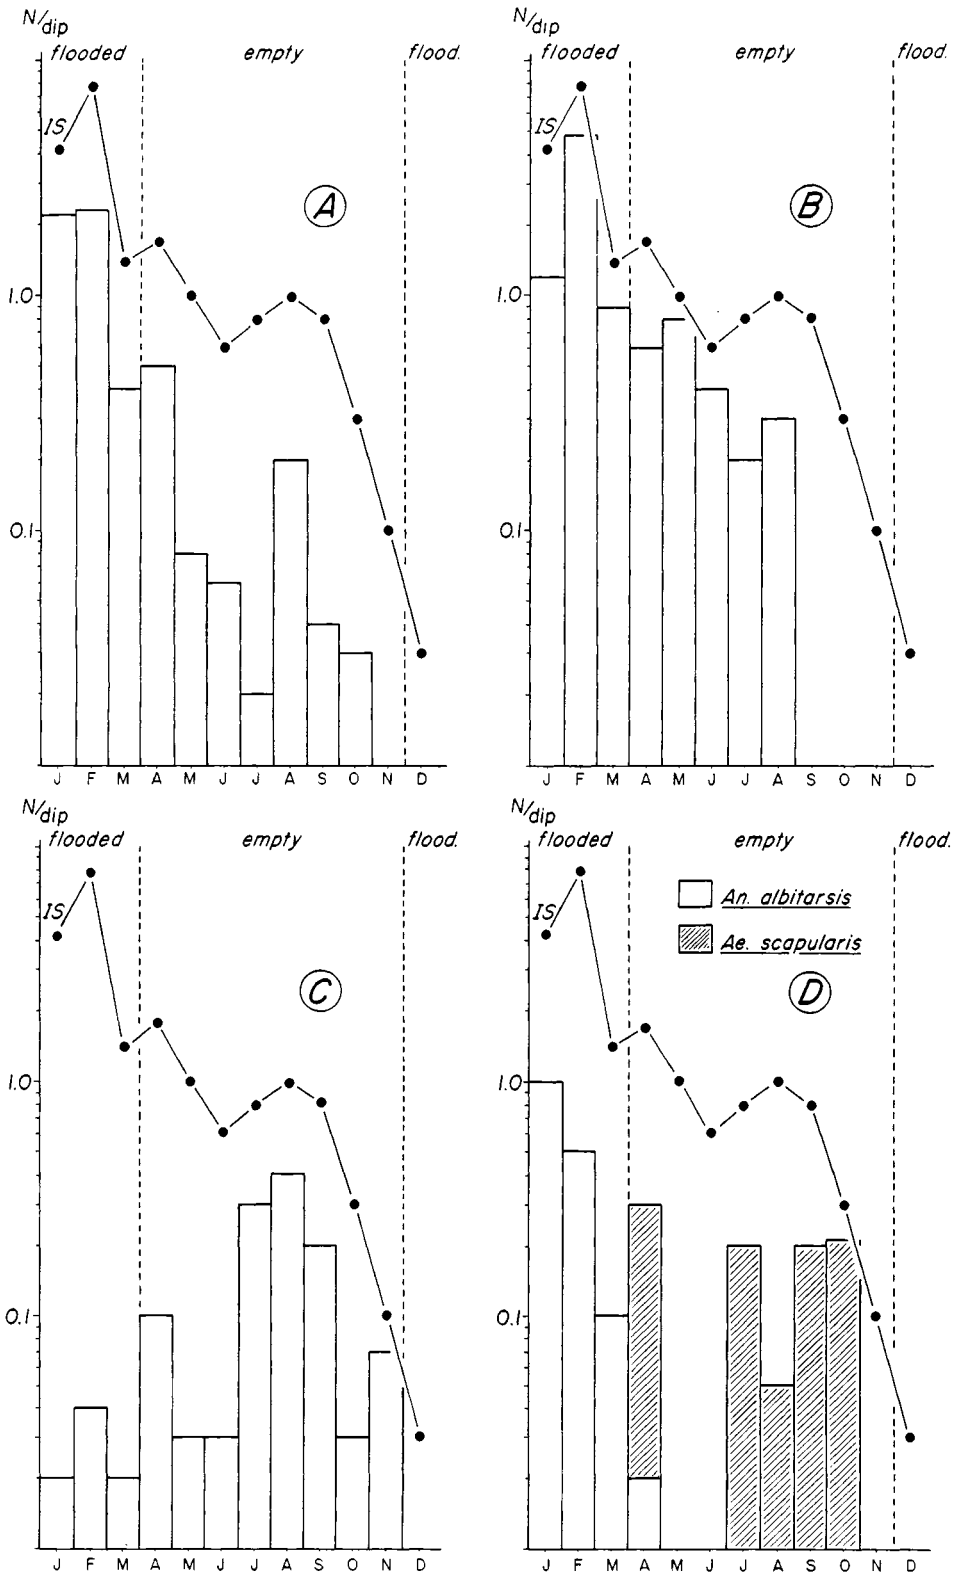 N/dip
flooded empty flood.
IS
A
1.0
0.1
J F M A M J J A S O N D
N/dip
flooded empty flood.
IS
B
1.0
0.1
J F M A M J J A S O N D
N/dip
flooded empty flood.
IS
C
1.0
0.1
J F M A M J J A S O N D
N/dip
flooded empty flood.
An. albitarsis
IS
Ae. scapularis
D
1.0
0.1
J F M A M J J A S O N D